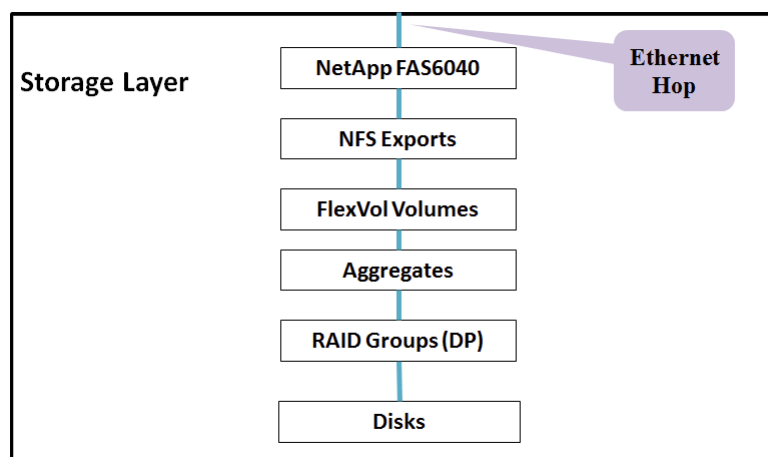 Storage Layer
NetApp FAS6040
Ethernet
Hop
NFS Exports
FlexVol Volumes
Aggregates
RAID Groups (DP)
Disks